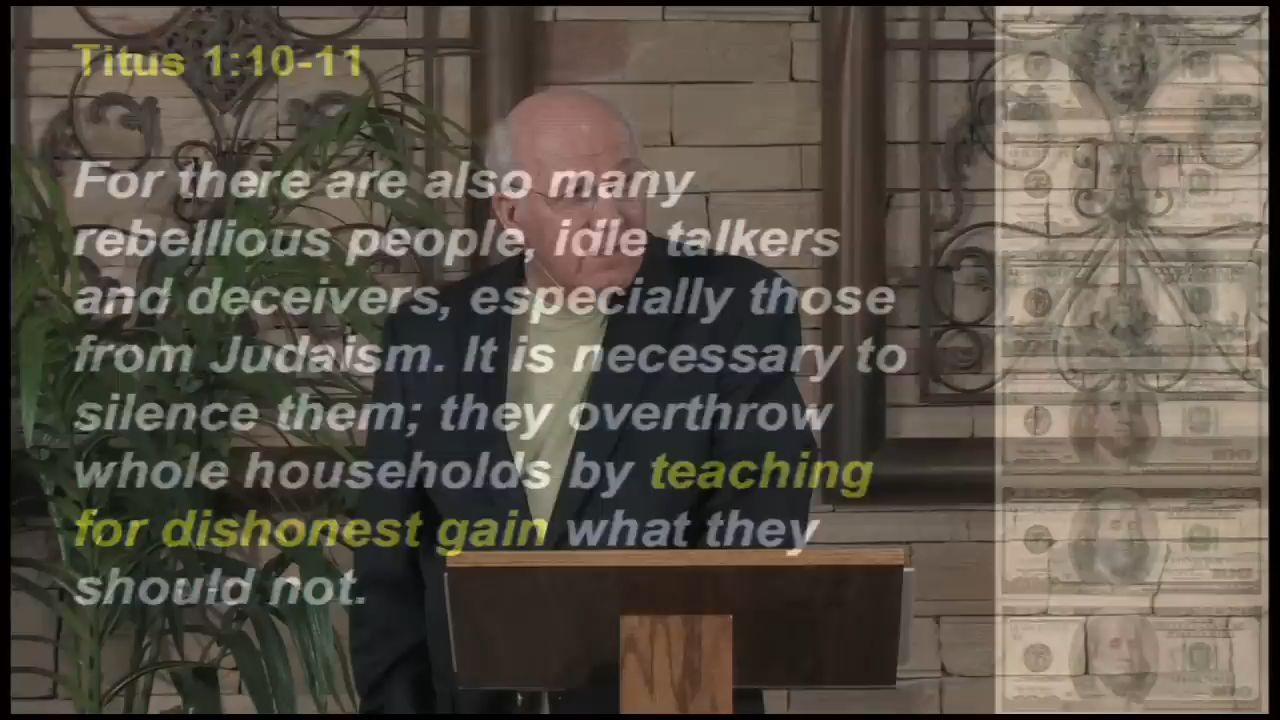 Titus 1:10-11
For there are also many
rebellious people, idle talkers
and deceivers, especially those
from Judaism. It is necessary to
silence them; they overthrow
whole households by teaching
for dishonest gain what they
should not.